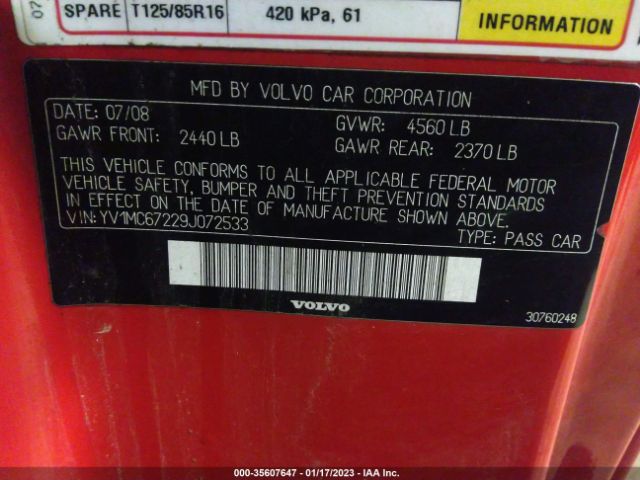 07
SPARE T125/85R16 420 kPa, 61
INFORMATION
MFD BY VOLVO CAR CORPORATION
DATE: 07/08 GVWR: 4560 LB
GAWR FRONT: 2440 LB GAWR REAR: 2370 LB
THIS VEHICLE CONFORMS TO ALL APPLICABLE FEDERAL MOTOR
VEHICLE SAFETY, BUMPER AND THEFT PREVENTION STANDARDS
IN EFFECT ON THE DATE OF MANUFACTURE SHOWN ABOVE.
VIN: YV1MC67229J072533
TYPE: PASS CAR
VOLVO
30760248
000-35607647 - 01/17/2023 - IAA Inc.